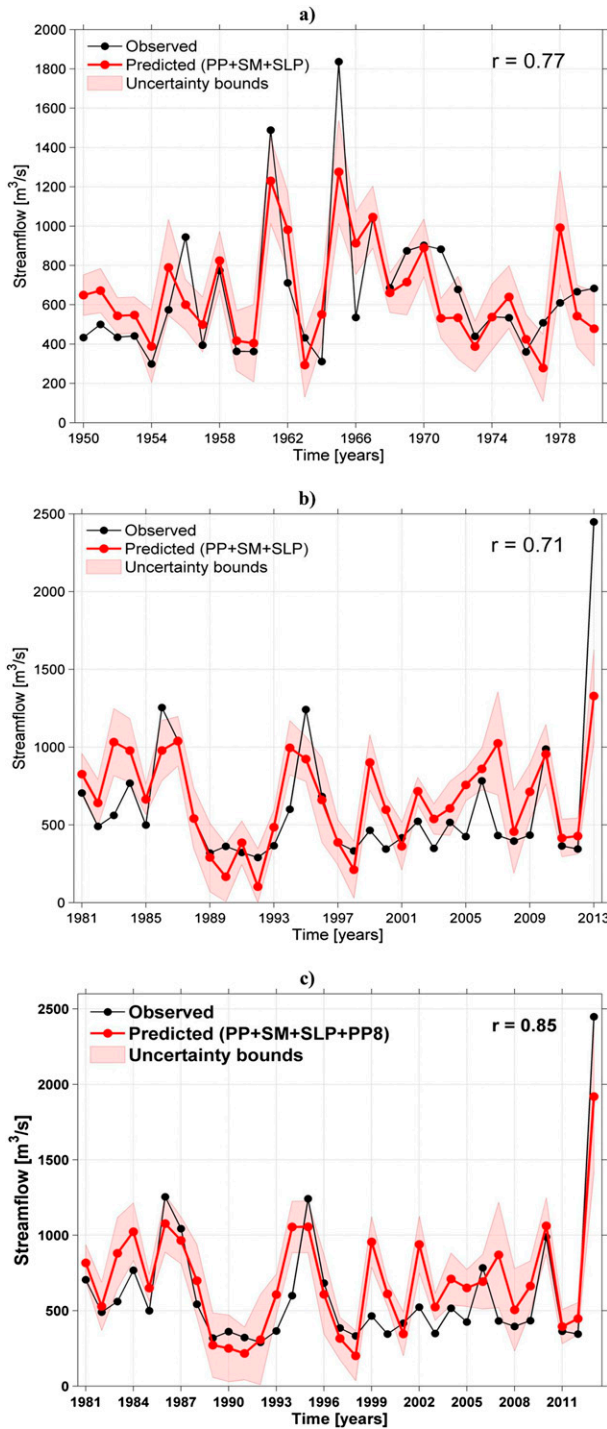 a)
2000
1800
1600
1400
1200
1000
800
600
400
200
0
Streamflow [m³/s]
Observed
Predicted (PP+SM+SLP)
Uncertainty bounds
r = 0.77
1950 1954 1958 1962 1966 1970 1974 1978
Time [years]
b)
2500
2000
1500
1000
500
0
Streamflow [m³/s]
Observed
Predicted (PP+SM+SLP)
Uncertainty bounds
r = 0.71
1981 1985 1989 1993 1997 2001 2005 2009 2013
Time [years]
c)
2500
2000
1500
1000
500
0
Streamflow [m³/s]
Observed
Predicted (PP+SM+SLP+PP8)
Uncertainty bounds
r = 0.85
1981 1984 1987 1990 1993 1996 1999 2002 2005 2008 2011
Time [years]